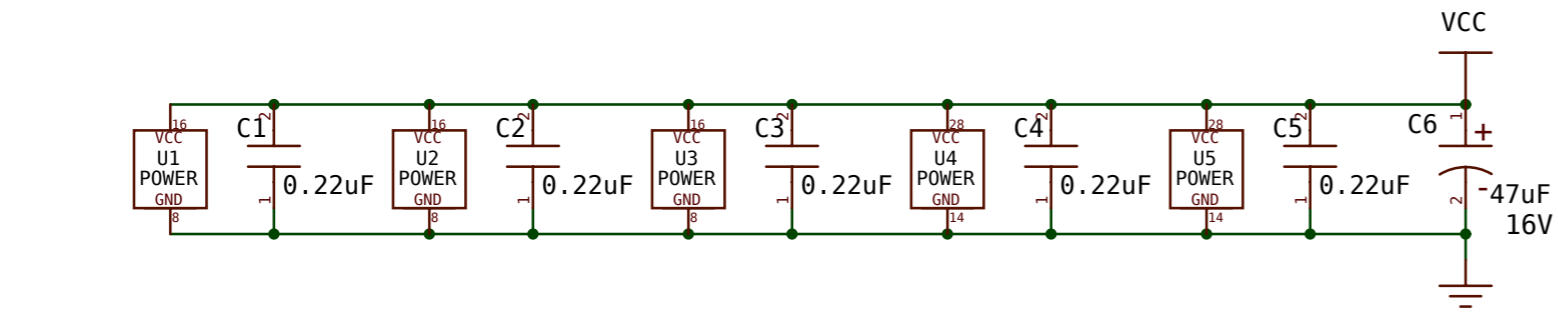 VCC
16
VCC
U1
POWER
GND
8
C1
2
0.22uF
1
16
VCC
U2
POWER
GND
8
C2
2
0.22uF
1
16
VCC
U3
POWER
GND
8
C3
2
0.22uF
1
28
VCC
U4
POWER
GND
14
C4
2
0.22uF
1
28
VCC
U5
POWER
GND
14
C5
2
0.22uF
1
C6
1
+
-
47uF
16V
2